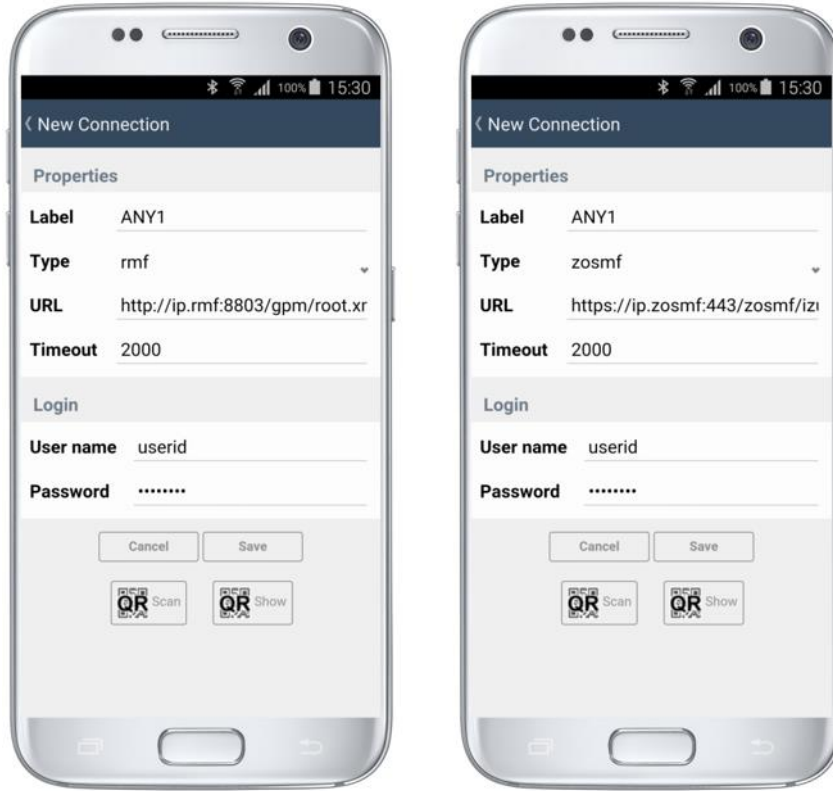 100% 15:30
New Connection
Properties
Label ANY1
Type rmf
URL http://ip.rmf:8803/gpm/root.xr
Timeout 2000
Login
User name userid
Password ••••••••
Cancel Save
QR Scan QR Show
100% 15:30
New Connection
Properties
Label ANY1
Type zosmf
URL https://ip.zosmf:443/zosmf/izu
Timeout 2000
Login
User name userid
Password ••••••••
Cancel Save
QR Scan QR Show